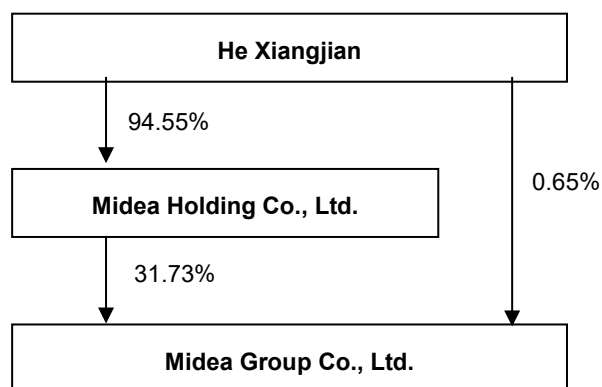 He Xiangjian
94.55%
Midea Holding Co., Ltd.
0.65%
31.73%
Midea Group Co., Ltd.